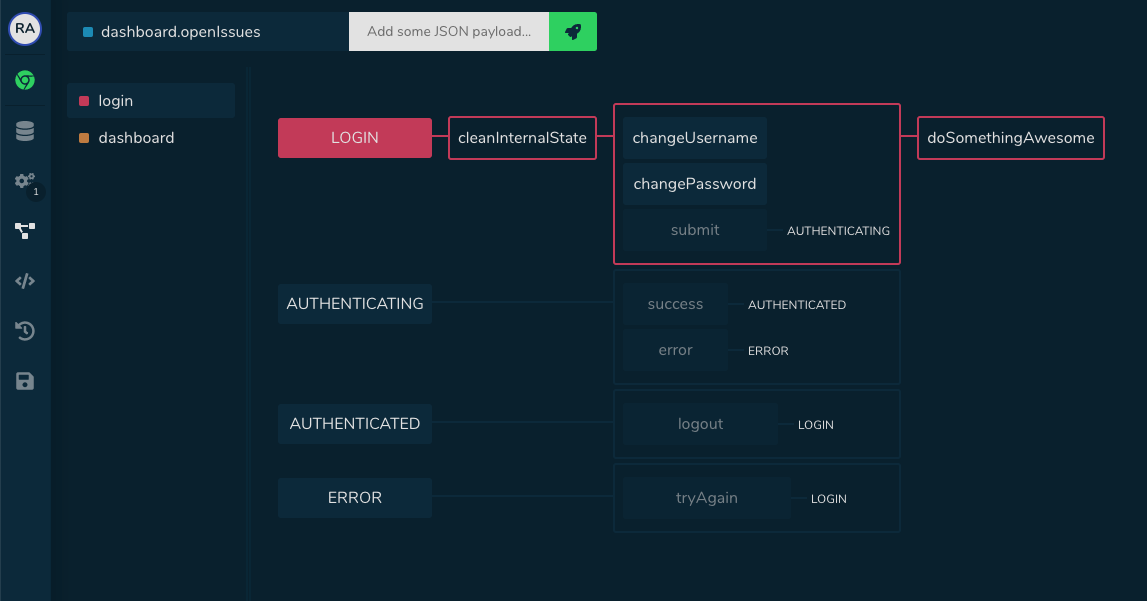 RA
dashboard.openIssues
Add some JSON payload...
login
dashboard
1
LOGIN
cleanInternalState
changeUsername
doSomethingAwesome
changePassword
submit
AUTHENTICATING
AUTHENTICATING
success
AUTHENTICATED
error
ERROR
AUTHENTICATED
logout
LOGIN
ERROR
tryAgain
LOGIN